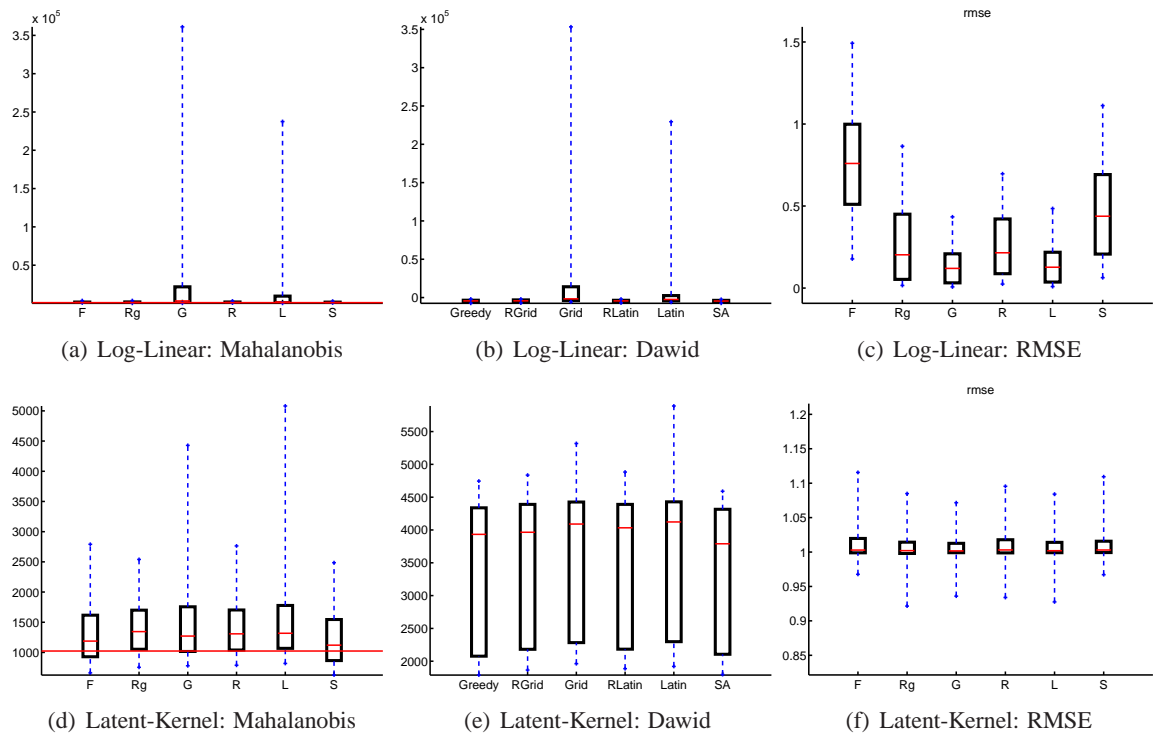 x 10^5
3.5
3
2.5
2
1.5
1
0.5
F Rg G R L S
(a) Log-Linear: Mahalanobis
x 10^5
3.5
3
2.5
2
1.5
1
0.5
0
Greedy RGrid Grid RLatin Latin SA
(b) Log-Linear: Dawid
rmse
1.5
1
0.5
0
F Rg G R L S
(c) Log-Linear: RMSE
5000
4500
4000
3500
3000
2500
2000
1500
1000
F Rg G R L S
(d) Latent-Kernel: Mahalanobis
5500
5000
4500
4000
3500
3000
2500
2000
Greedy RGrid Grid RLatin Latin SA
(e) Latent-Kernel: Dawid
rmse
1.2
1.15
1.1
1.05
1
0.95
0.9
0.85
F Rg G R L S
(f) Latent-Kernel: RMSE